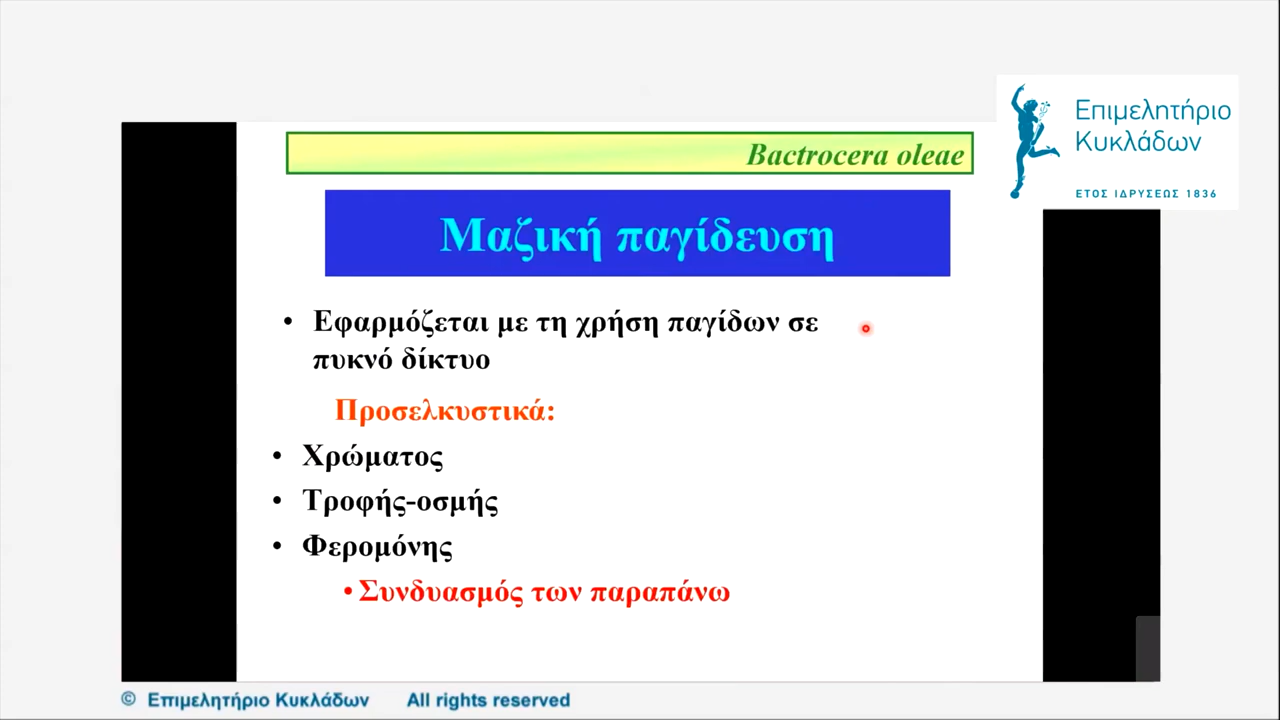 Επιμελητήριο
Κυκλάδων
ΕΤΟΣ ΙΔΡΥΣΕΩΣ 1836
Bactrocera oleae
Μαζική παγίδευση
• Εφαρμόζεται με τη χρήση παγίδων σε
πυκνό δίκτυο
Προσελκυστικά:
• Χρώματος
• Τροφής-οσμής
• Φερομόνης
• Συνδυασμός των παραπάνω
© Επιμελητήριο Κυκλάδων All rights reserved